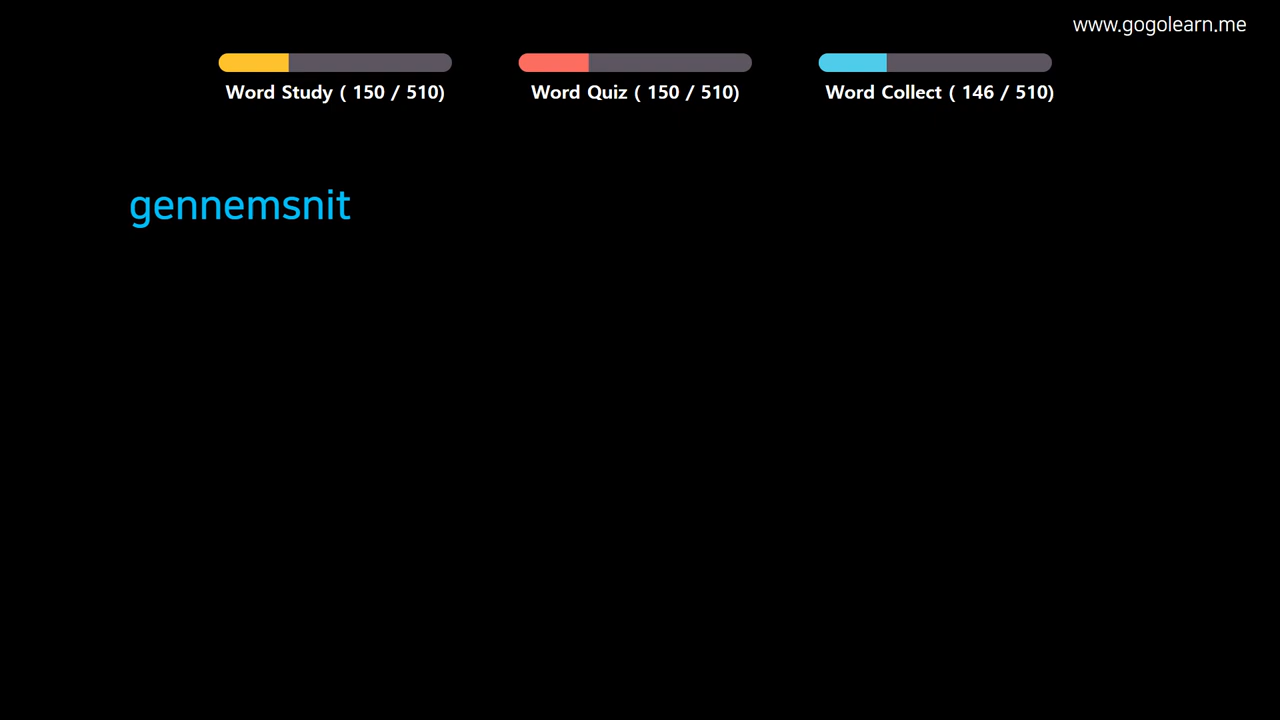 www.gogolearn.me
Word Study ( 150 / 510)
Word Quiz ( 150 / 510)
Word Collect ( 146 / 510)
gennemsnit